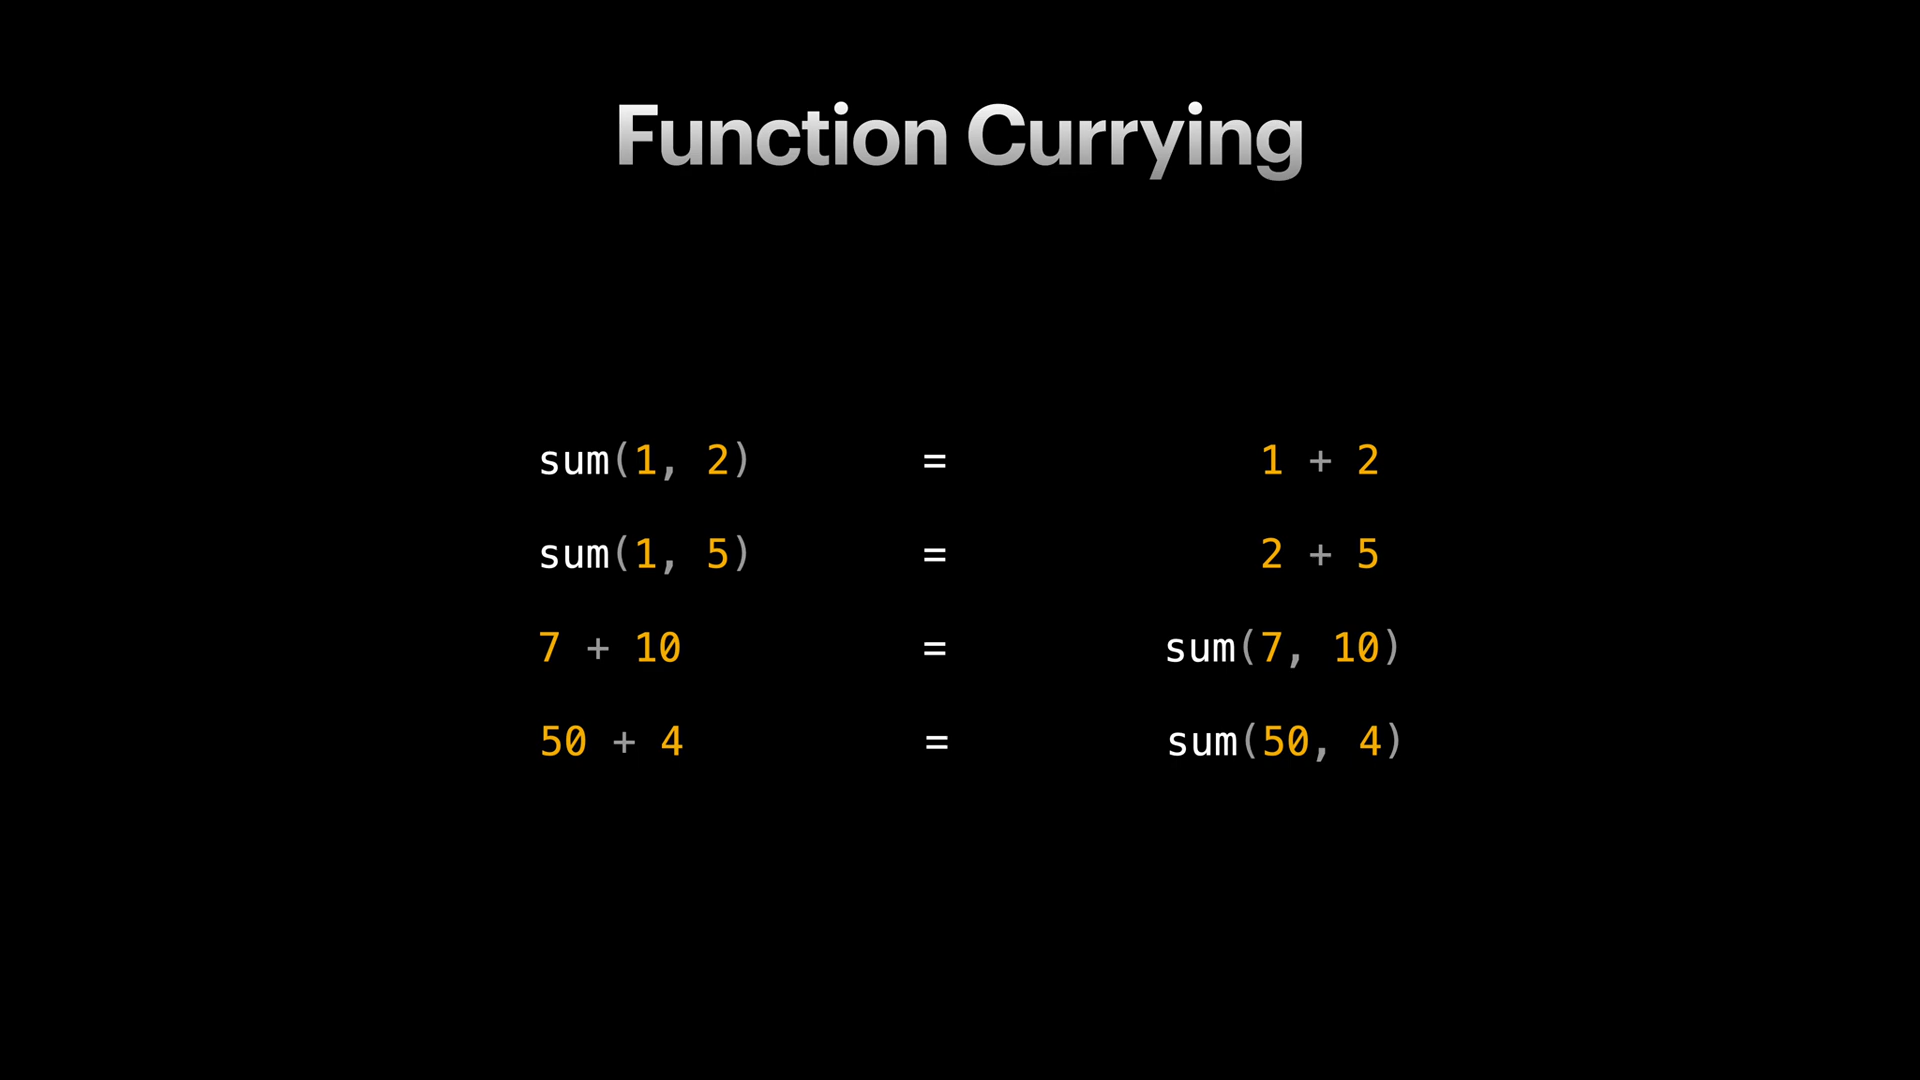 Function Currying
sum(1, 2) = 1 + 2
sum(1, 5) = 2 + 5
7 + 10 = sum(7, 10)
50 + 4 = sum(50, 4)